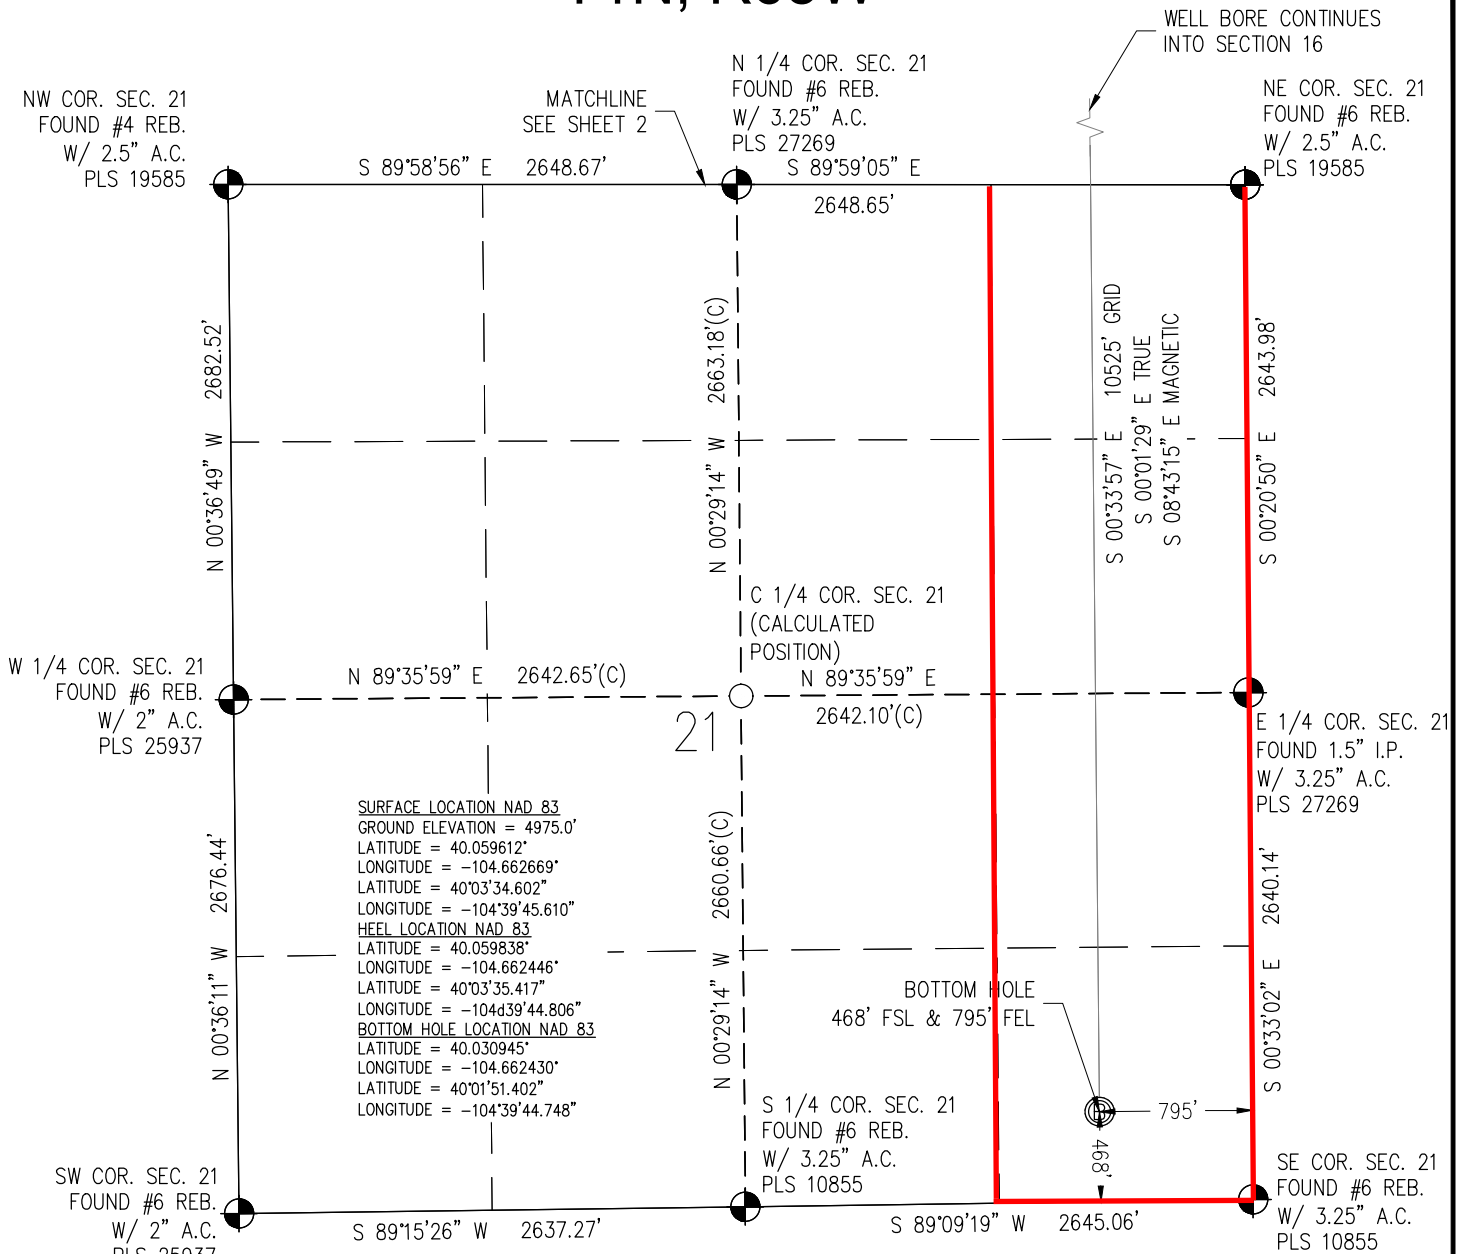 WELL BORE CONTINUES
INTO SECTION 16
N 1/4 COR. SEC. 21
FOUND #6 REB.
W/ 3.25" A.C.
PLS 27269
NW COR. SEC. 21
FOUND #4 REB.
W/ 2.5" A.C.
PLS 19585
MATCHLINE
SEE SHEET 2
NE COR. SEC. 21
FOUND #6 REB.
W/ 2.5" A.C.
PLS 19585
S 89°58'56" E 2648.67'
S 89°59'05" E
2648.65'
N 00°36'49" W 2682.52'
N 00°29'14" W 2663.18'(C)
S 00°33'57" E 10525' GRID
S 00°01'29" E TRUE
S 08°43'15" E MAGNETIC
S 00°20'50" E 2643.98'
C 1/4 COR. SEC. 21
(CALCULATED
POSITION)
W 1/4 COR. SEC. 21
FOUND #6 REB.
W/ 2" A.C.
PLS 25937
N 89°35'59" E 2642.65'(C)
N 89°35'59" E
2642.10'(C)
21
E 1/4 COR. SEC. 21
FOUND 1.5" I.P.
W/ 3.25" A.C.
PLS 27269
SURFACE LOCATION NAD 83
GROUND ELEVATION = 4975.0'
LATITUDE = 40.059612°
LONGITUDE = -104.662669°
LATITUDE = 40°03'34.602"
LONGITUDE = -104°39'45.610"
HEEL LOCATION NAD 83
LATITUDE = 40.059838°
LONGITUDE = -104.662446°
LATITUDE = 40°03'35.417"
LONGITUDE = -104d39'44.806"
BOTTOM HOLE LOCATION NAD 83
LATITUDE = 40.030945°
LONGITUDE = -104.662430°
LATITUDE = 40°01'51.402"
LONGITUDE = -104°39'44.748"
N 00°36'11" W 2676.44'
N 00°29'14" W 2660.66'(C)
S 00°33'02" E 2640.14'
BOTTOM HOLE
468' FSL & 795' FEL
B
795'
468'
S 1/4 COR. SEC. 21
FOUND #6 REB.
W/ 3.25" A.C.
PLS 10855
SW COR. SEC. 21
FOUND #6 REB.
W/ 2" A.C.
PLS 25937
S 89°15'26" W 2637.27'
S 89°09'19" W 2645.06'
SE COR. SEC. 21
FOUND #6 REB.
W/ 3.25" A.C.
PLS 10855